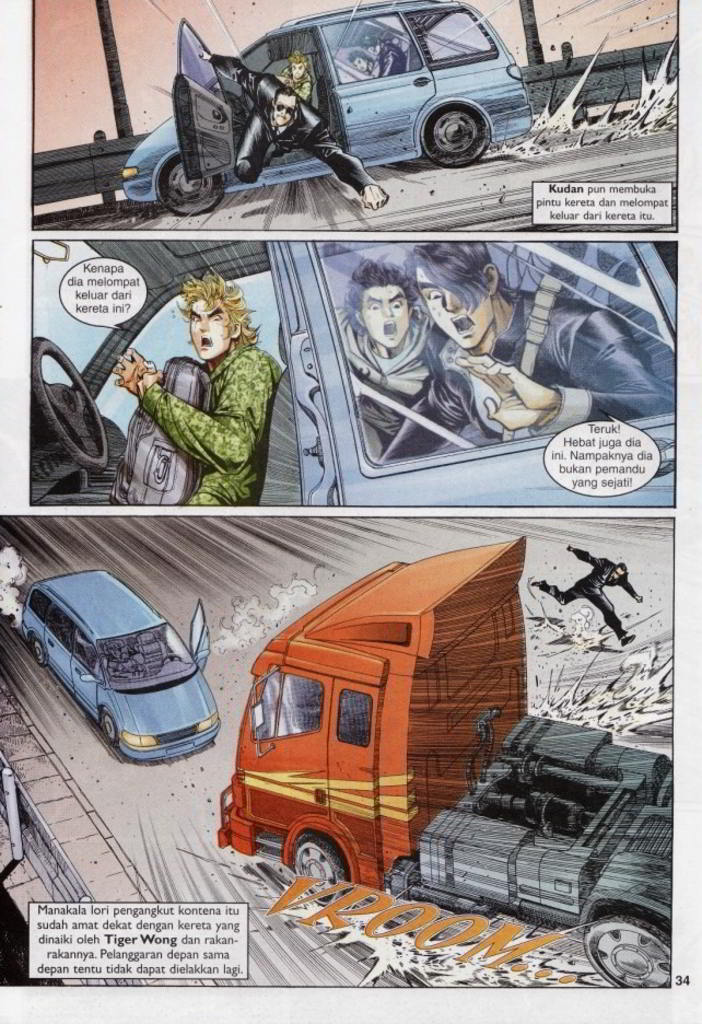 Kudan pun membuka
pintu kereta dan melompat
keluar dari kereta itu.
Kenapa
dia melompat
keluar dari
kereta ini?
Teruk!
Hebat juga dia
ini. Nampaknya dia
bukan pemandu
yang sejati!
VROOM...
Manakala lori pengangkut kontena itu
sudah amat dekat dengan kereta yang
dinaiki oleh Tiger Wong dan rakan-
rakannya. Pelanggaran depan sama
depan tentu tidak dapat dielakkan lagi.
34